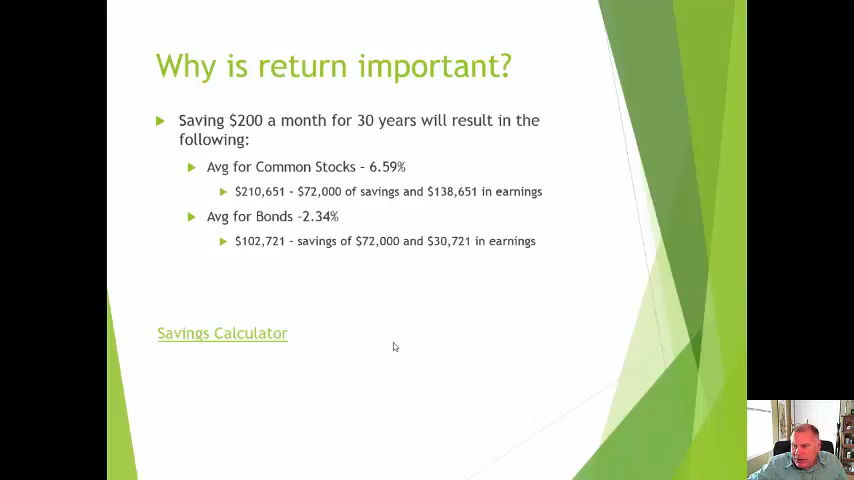 Why is return important?
Saving $200 a month for 30 years will result in the
following:
Avg for Common Stocks – 6.59%
$210,651 - $72,000 of savings and $138,651 in earnings
Avg for Bonds -2.34%
$102,721 – savings of $72,000 and $30,721 in earnings
Savings Calculator